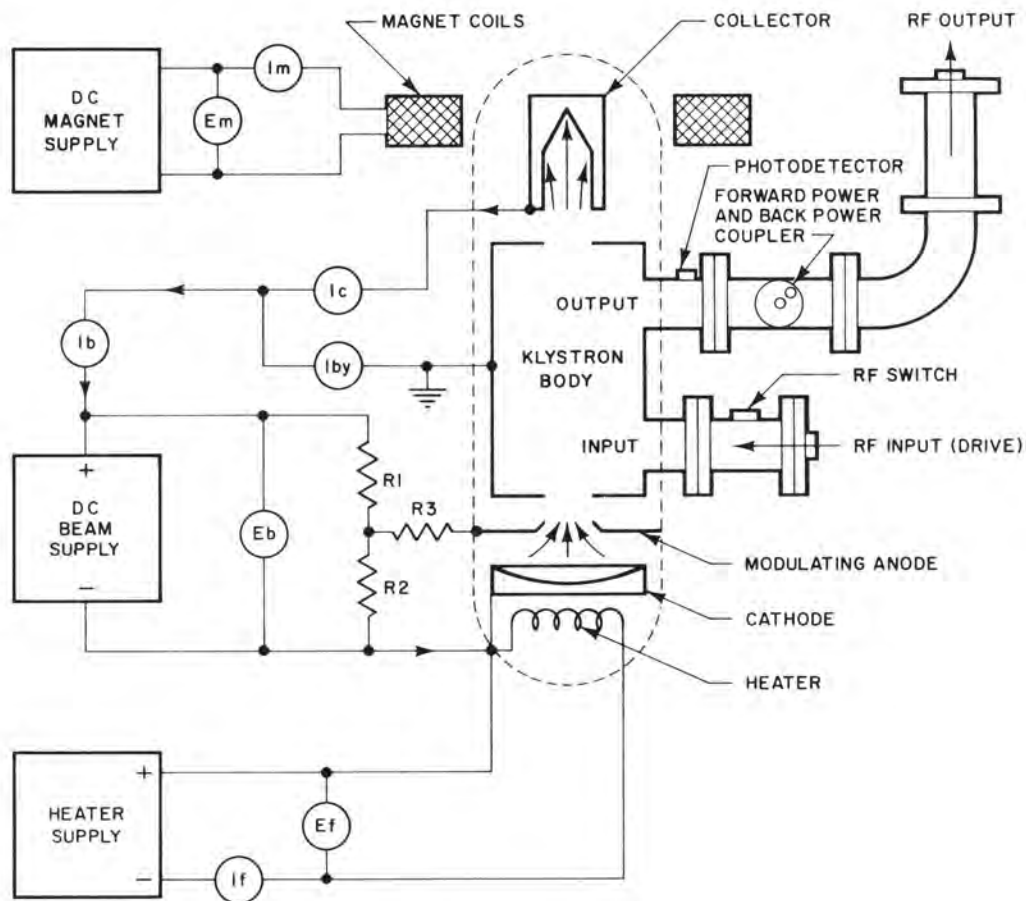 MAGNET COILS
COLLECTOR
RF OUTPUT
DC
MAGNET
SUPPLY
Im
Em
PHOTODETECTOR
FORWARD POWER
AND BACK POWER
COUPLER
Ic
OUTPUT
Ib
Iby
KLYSTRON
BODY
RF SWITCH
INPUT
RF INPUT (DRIVE)
+
DC
BEAM
SUPPLY
−
Eb
R1
R3
R2
MODULATING ANODE
CATHODE
HEATER
+
HEATER
SUPPLY
−
Ef
If